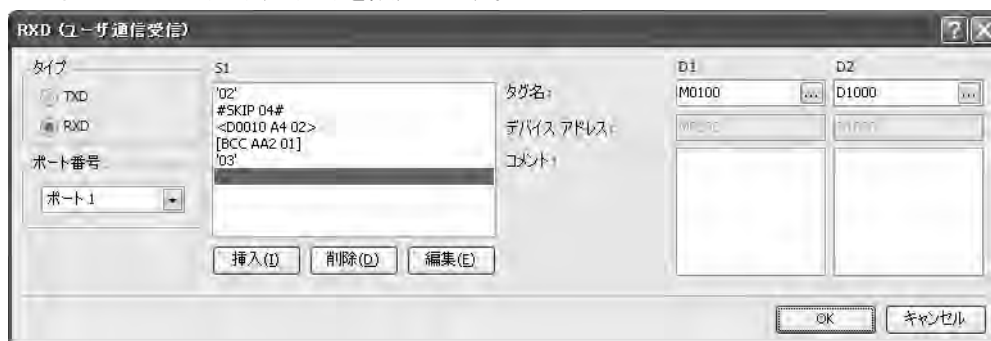 RXD (ユーザ通信受信)
タイプ
TXD
RXD
ポート番号
ポート 1
S1
'02'
#SKIP 04#
<D0010 A4 02>
[BCC AA2 01]
'03'
挿入(I)
削除(D)
編集(E)
タグ名:
デバイス アドレス:
コメント:
D1
M0100
...
D2
D1000
...
OK
キャンセル